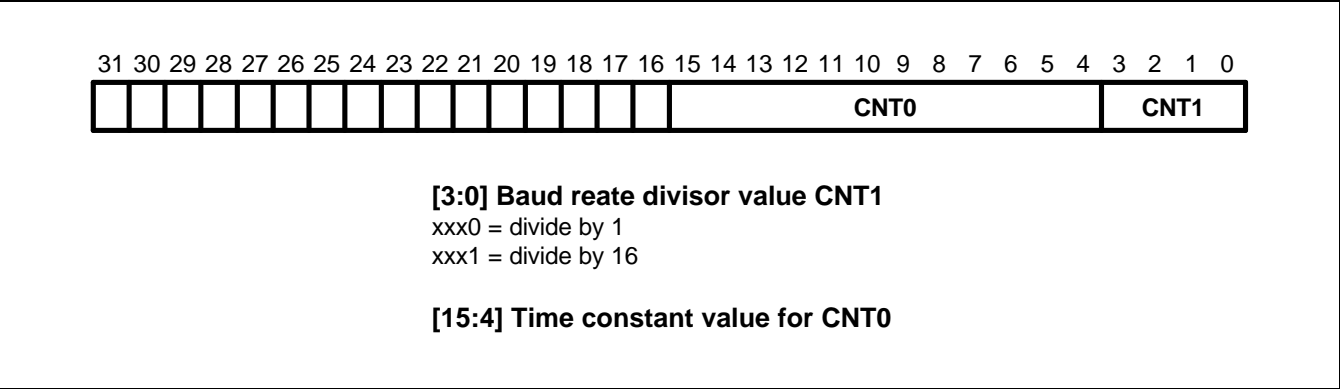 31 30 29 28 27 26 25 24 23 22 21 20 19 18 17 16 15 14 13 12 11 10 9 8 7 6 5 4 3 2 1 0
CNT0 CNT1
[3:0] Baud reate divisor value CNT1
xxx0 = divide by 1
xxx1 = divide by 16
[15:4] Time constant value for CNT0